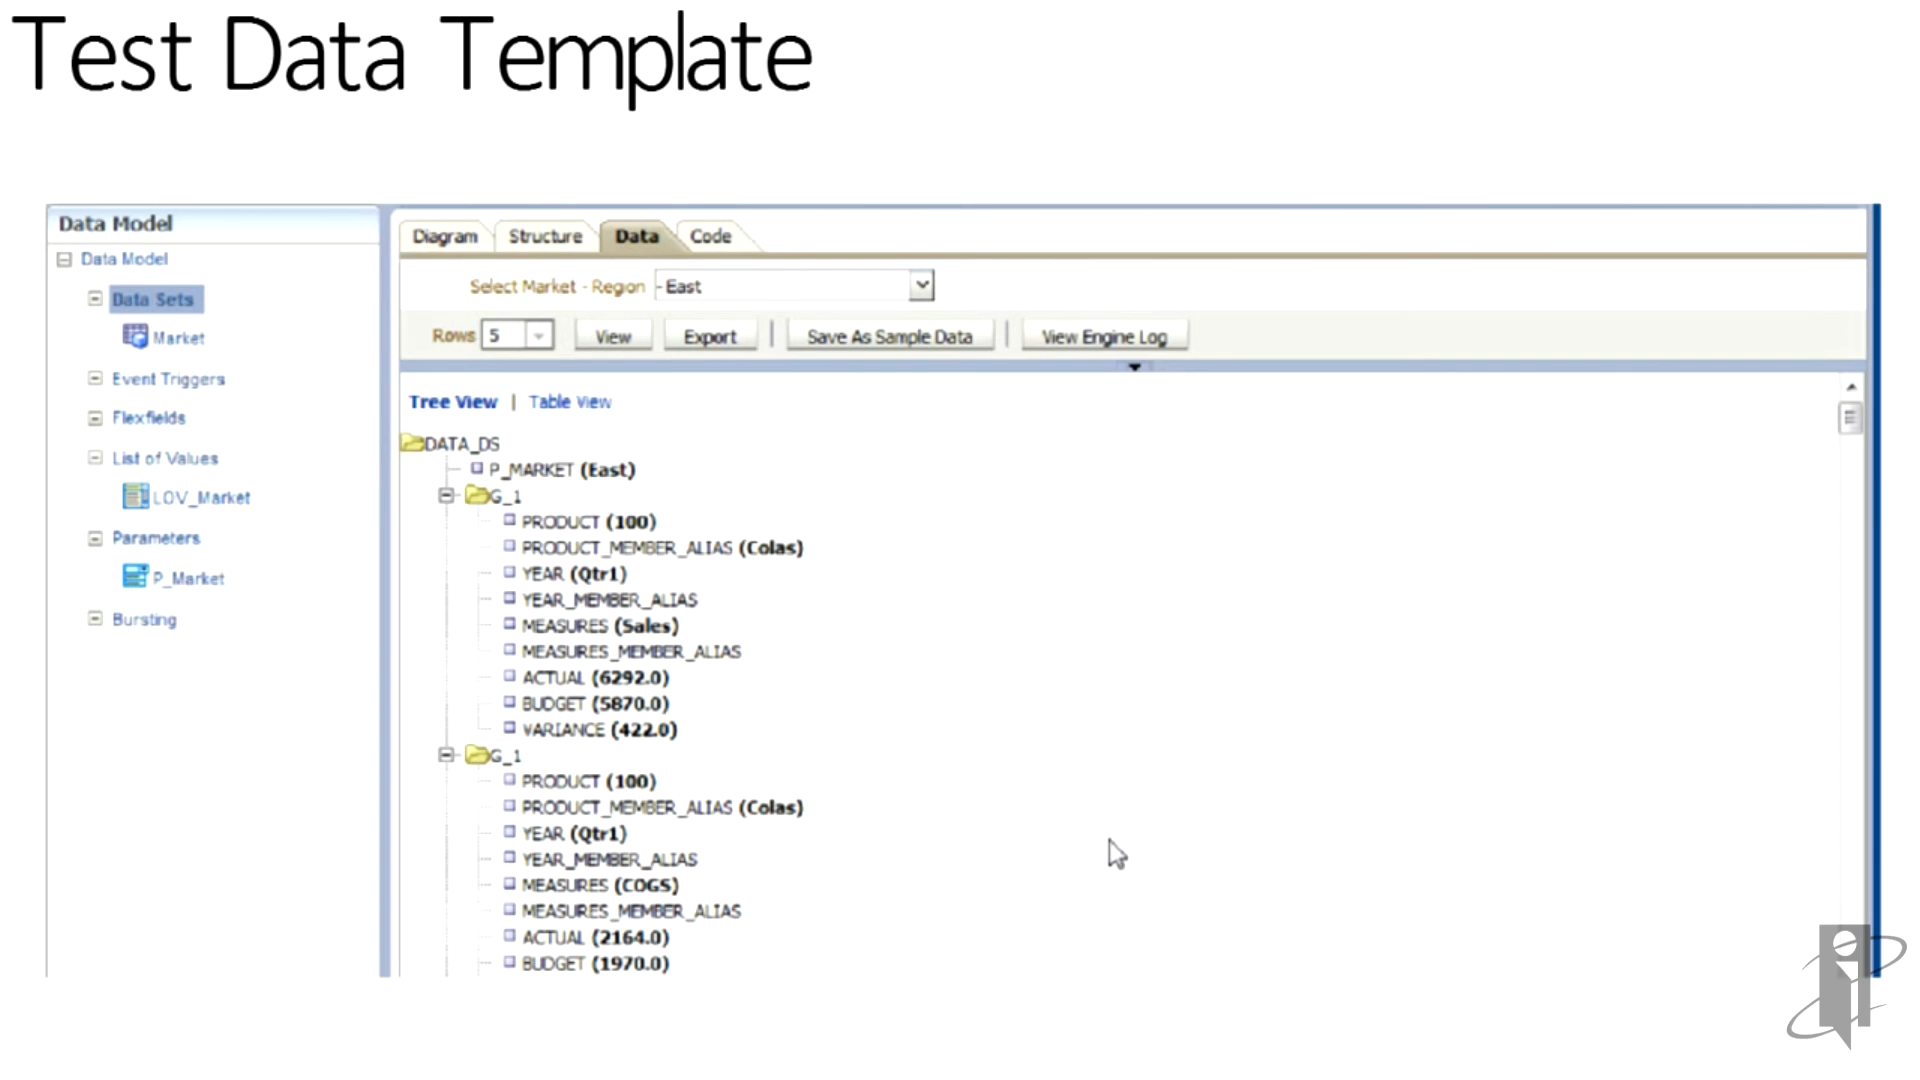 Test Data Template
Data Model
Data Model
Data Sets
Market
Event Triggers
Flexfields
List of Values
LOV_Market
Parameters
P_Market
Bursting
Diagram Structure Data Code
Select Market - Region - East
Rows 5 View Export | Save As Sample Data | View Engine Log
Tree View | Table View
DATA_DS
P_MARKET (East)
G_1
PRODUCT (100)
PRODUCT_MEMBER_ALIAS (Colas)
YEAR (Qtr1)
YEAR_MEMBER_ALIAS
MEASURES (Sales)
MEASURES_MEMBER_ALIAS
ACTUAL (6292.0)
BUDGET (5870.0)
VARIANCE (422.0)
G_1
PRODUCT (100)
PRODUCT_MEMBER_ALIAS (Colas)
YEAR (Qtr1)
YEAR_MEMBER_ALIAS
MEASURES (COGS)
MEASURES_MEMBER_ALIAS
ACTUAL (2164.0)
BUDGET (1970.0)